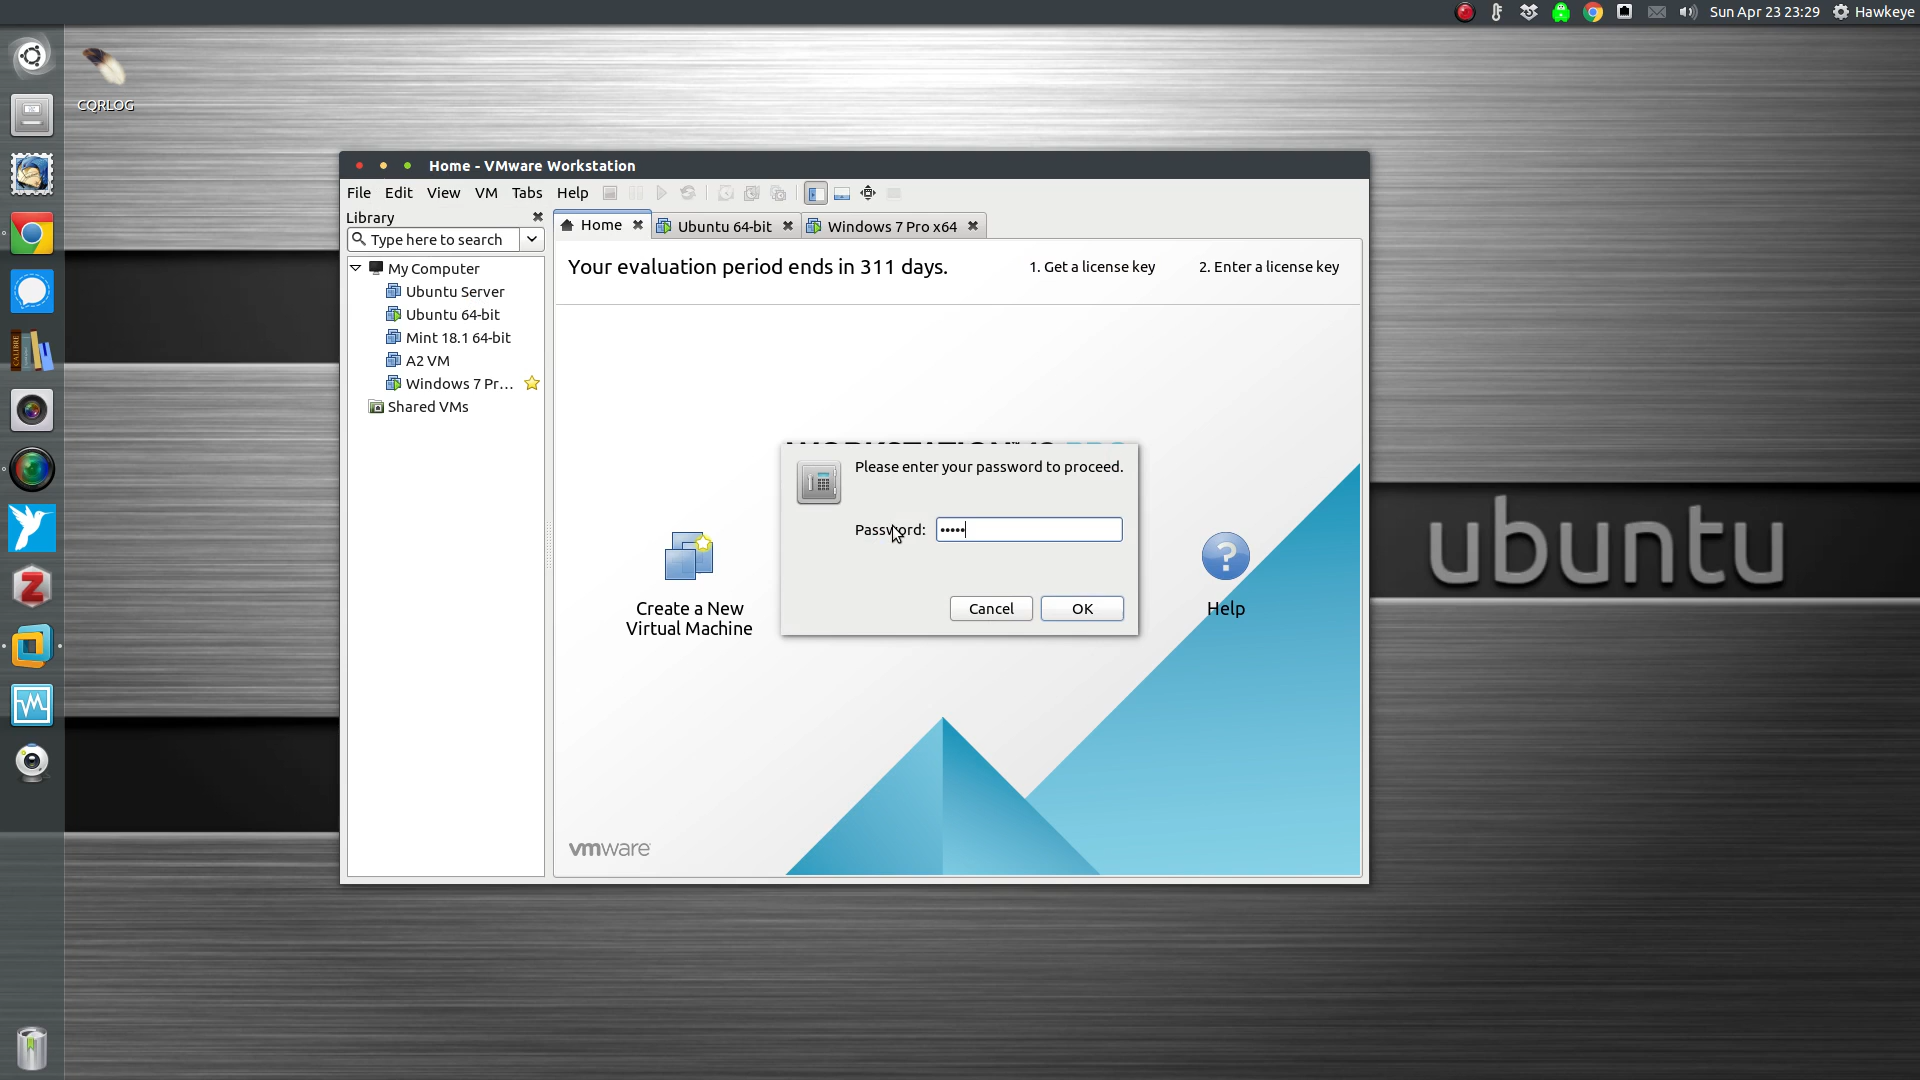 Sun Apr 23 23:29
Hawkeye
CQRLOG
Home - VMware Workstation
File Edit View VM Tabs Help
Library
Type here to search
Home
Ubuntu 64-bit
Windows 7 Pro x64
My Computer
Ubuntu Server
Ubuntu 64-bit
Mint 18.1 64-bit
A2 VM
Windows 7 Pr...
Shared VMs
Your evaluation period ends in 311 days.
1. Get a license key
2. Enter a license key
Please enter your password to proceed.
Password: •••••
Cancel
OK
Create a New
Virtual Machine
Help
vmware
ubuntu
CALIBRE
Z